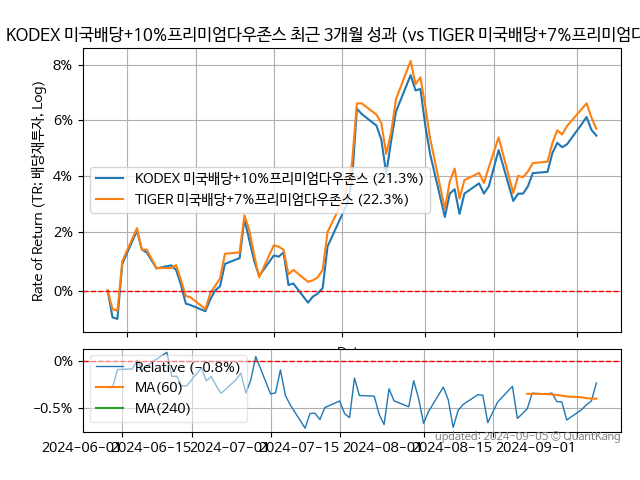 KODEX 미국배당+10%프리미엄다우존스 최근 3개월 성과 (vs TIGER 미국배당+7%프리미엄다
Rate of Return (TR: 배당재투자, Log)
8%
6%
4%
2%
0%
KODEX 미국배당+10%프리미엄다우존스 (21.3%)
TIGER 미국배당+7%프리미엄다우존스 (22.3%)
0%
−0.5%
Relative (−0.8%)
MA(60)
MA(240)
2024-06-01
2024-06-15
2024-07-01
2024-07-15
2024-08-01
2024-08-15
2024-09-01
updated: 2024-09-05 © QuantKang